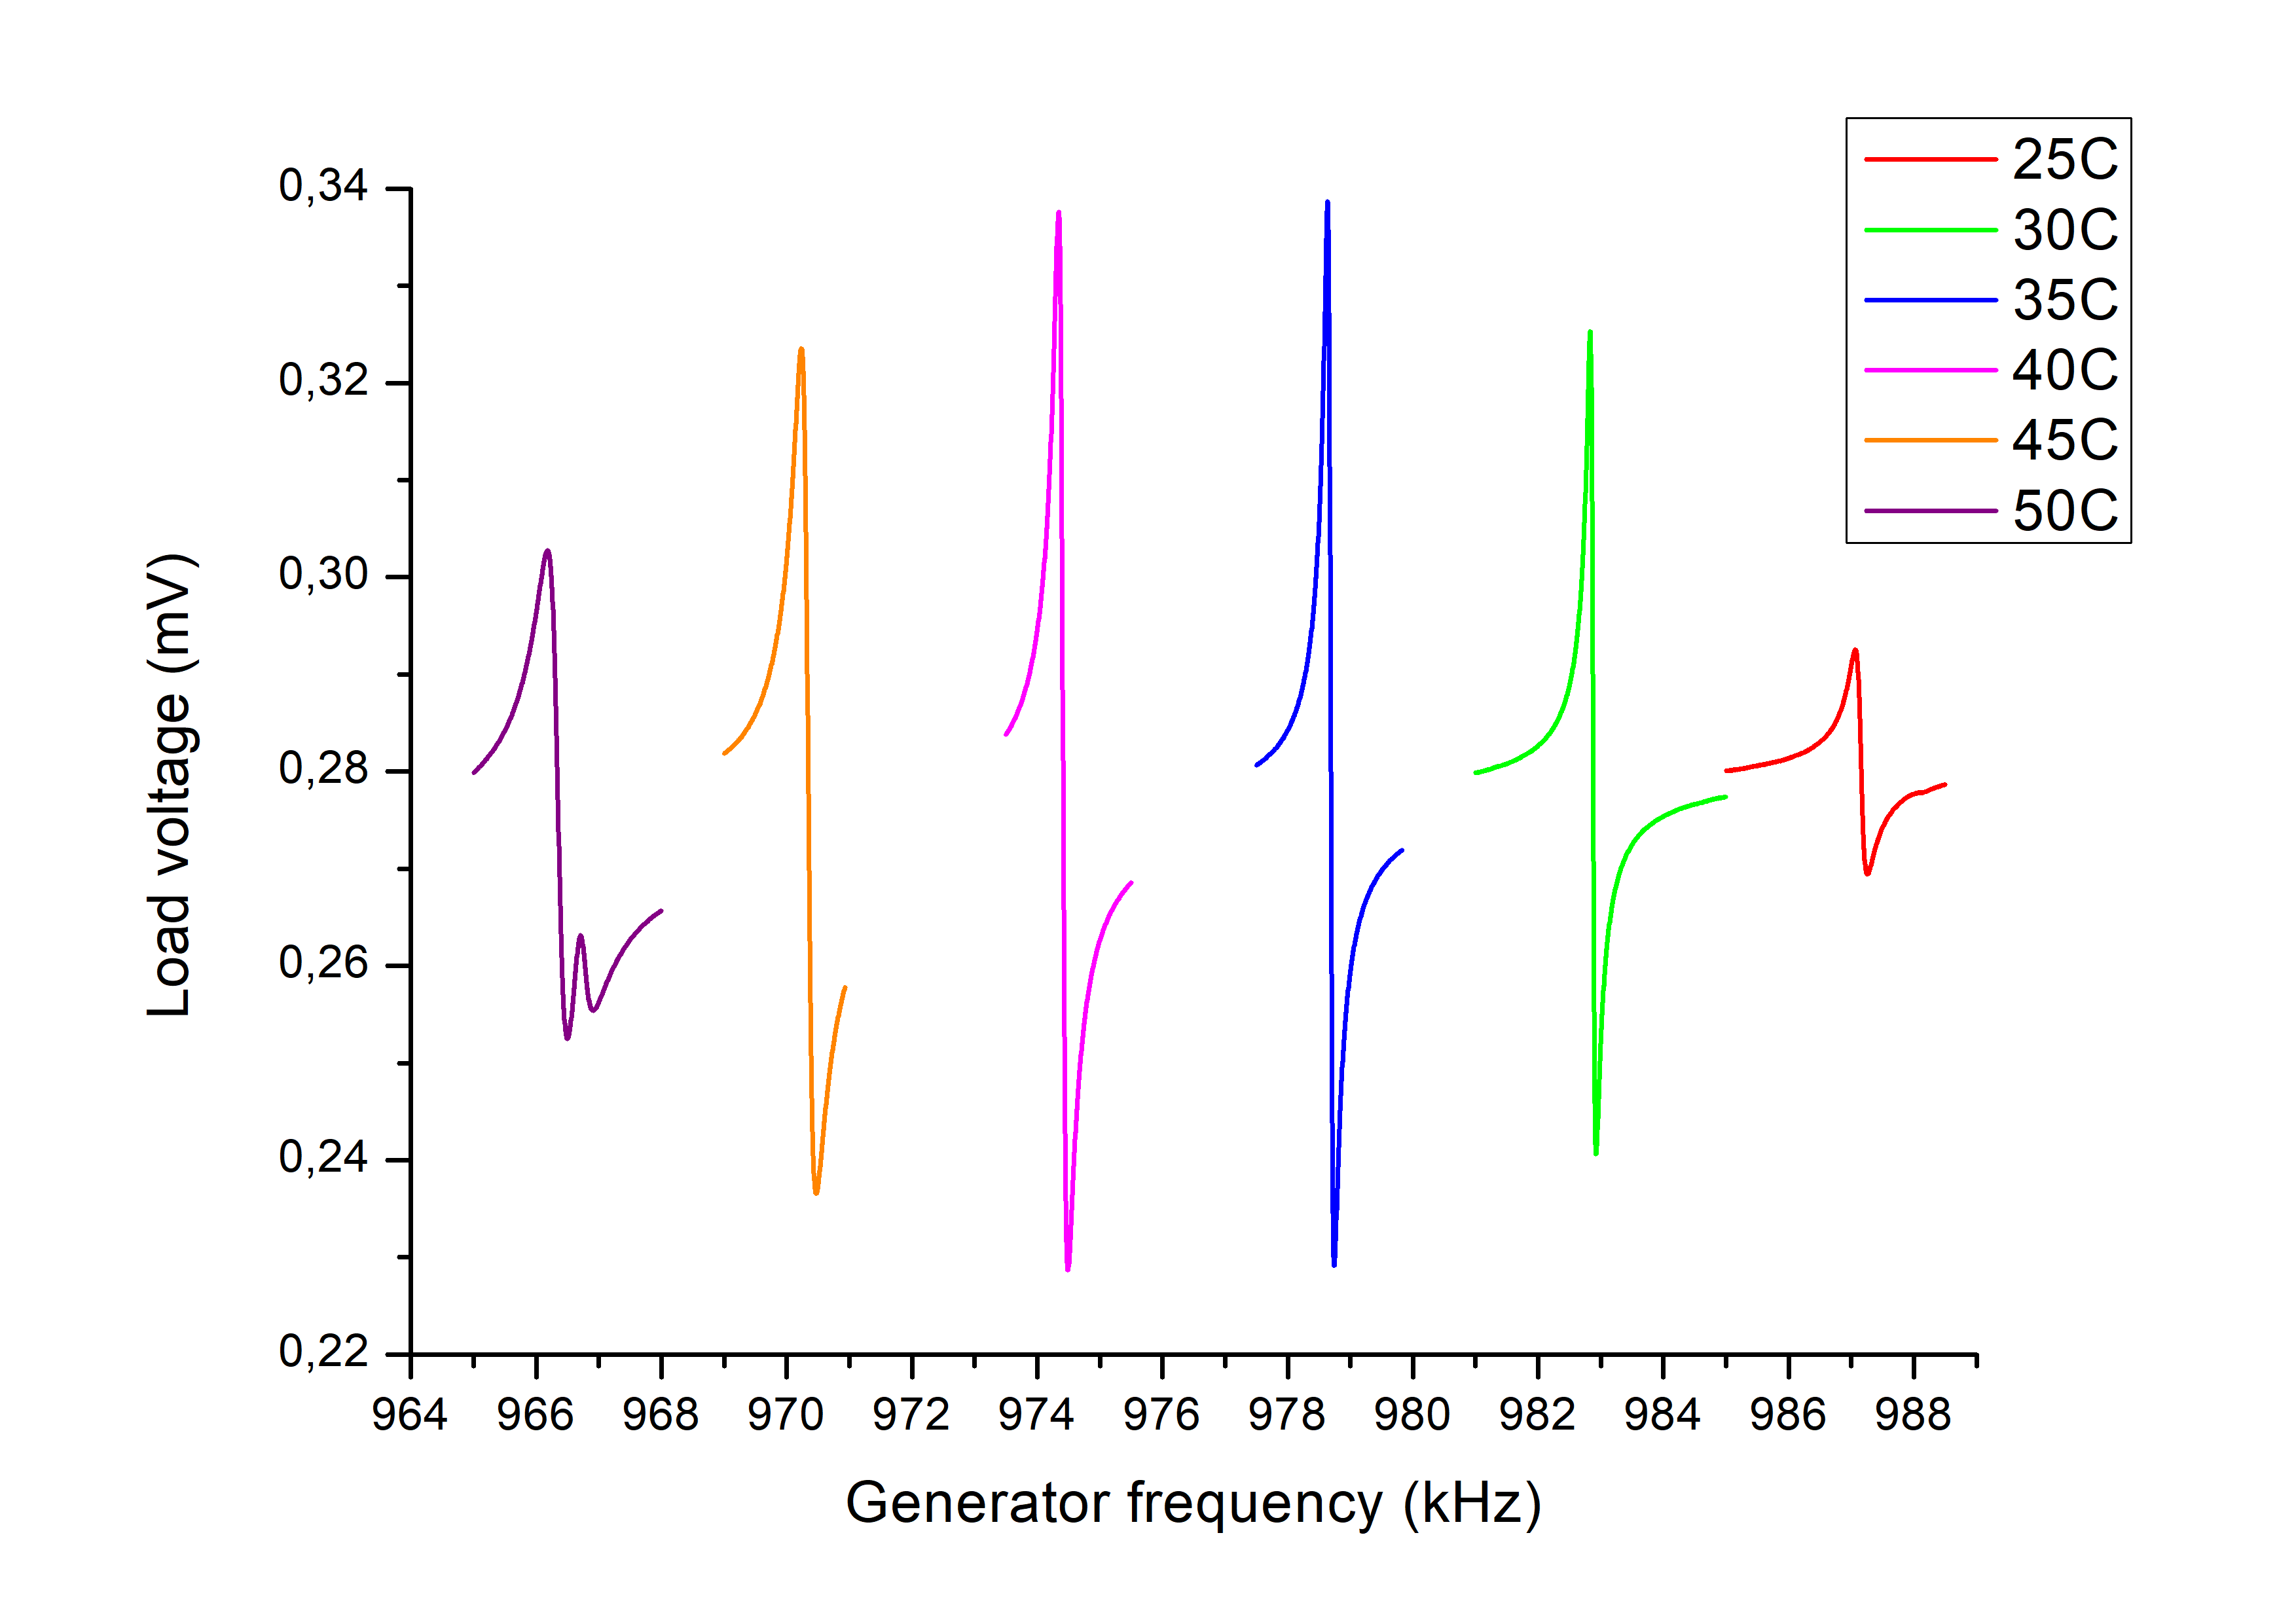 25C
30C
35C
40C
45C
50C
0,34
0,32
0,30
0,28
0,26
0,24
0,22
Load voltage (mV)
964 966 968 970 972 974 976 978 980 982 984 986 988
Generator frequency (kHz)